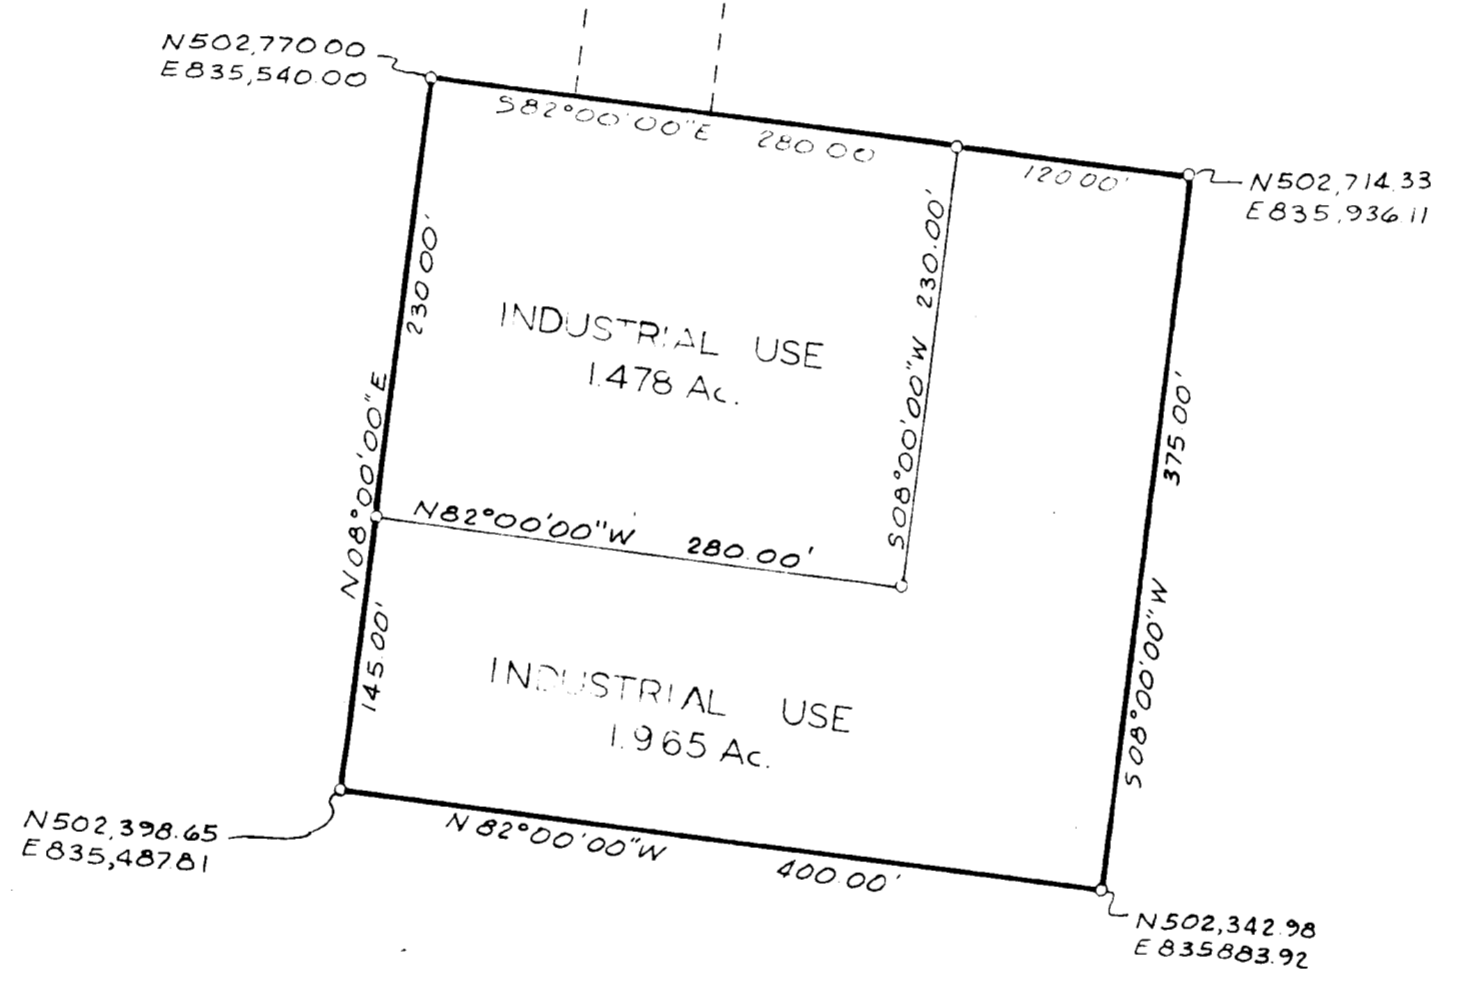 N502,770.00
E835,540.00
S82°00'00"E 280.00
120.00'
N502,714.33
E835,936.11
230.00'
S08°00'00"W 230.00'
INDUSTRIAL USE
1.478 Ac.
N08°00'00"E
375.00'
N82°00'00"W 280.00'
145.00'
S08°00'00"W
INDUSTRIAL USE
1.965 Ac.
N502,398.65
E835,487.81
N82°00'00"W 400.00'
N502,342.98
E835883.92